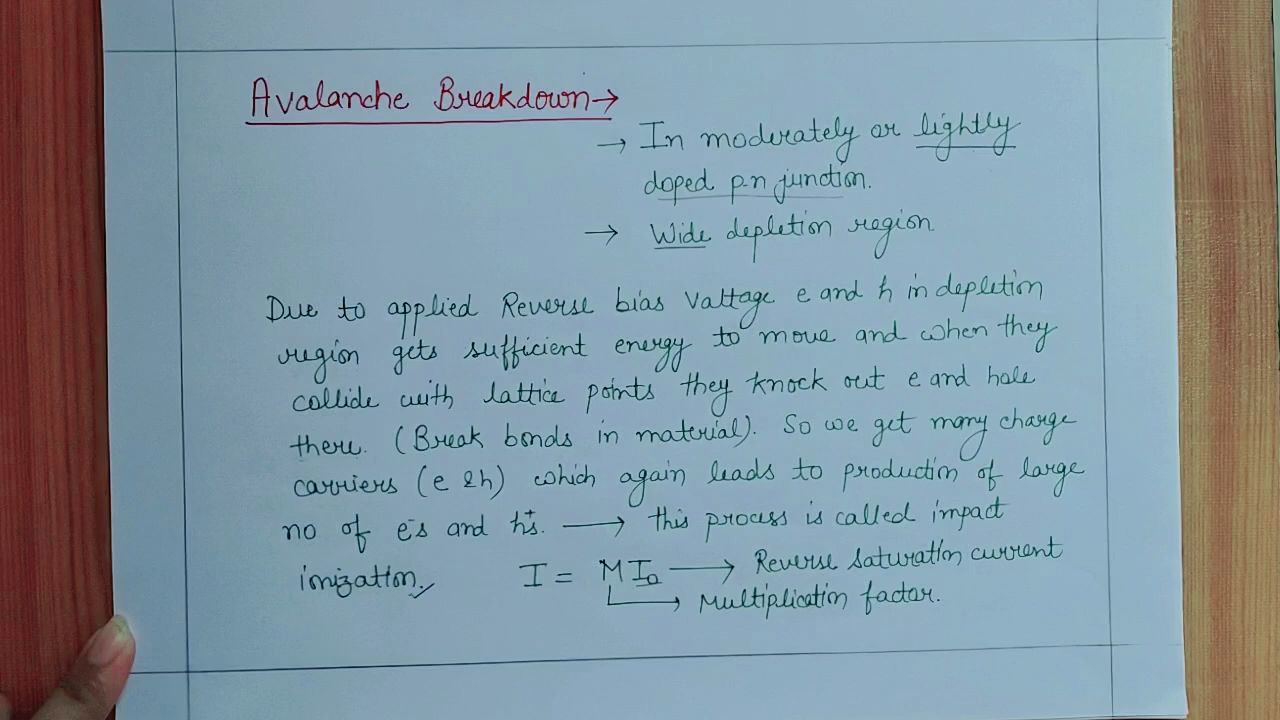 Avalanche Breakdown→
→ In moderately or lightly
doped p-n junction.
→ Wide depletion region
Due to applied Reverse bias Valtage e and h in depletion
region gets sufficient energy to move and when they
collide with lattice points they knock out e and hole
there. (Break bonds in material). So we get many charge
carriers (e & h) which again leads to production of large
no of e⁻s and h⁺s. → this process is called impact
ionization. I = MI₀ → Reverse saturation current
→ Multiplication factor.